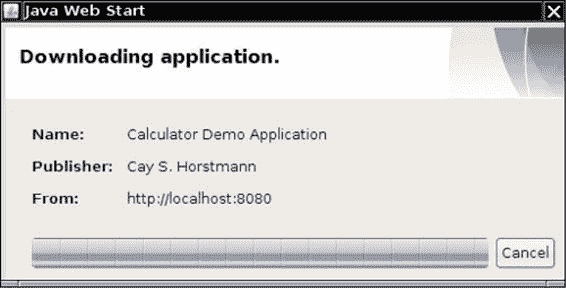 Java Web Start
Downloading application.
Name: Calculator Demo Application
Publisher: Cay S. Horstmann
From: http://localhost:8080
Cancel